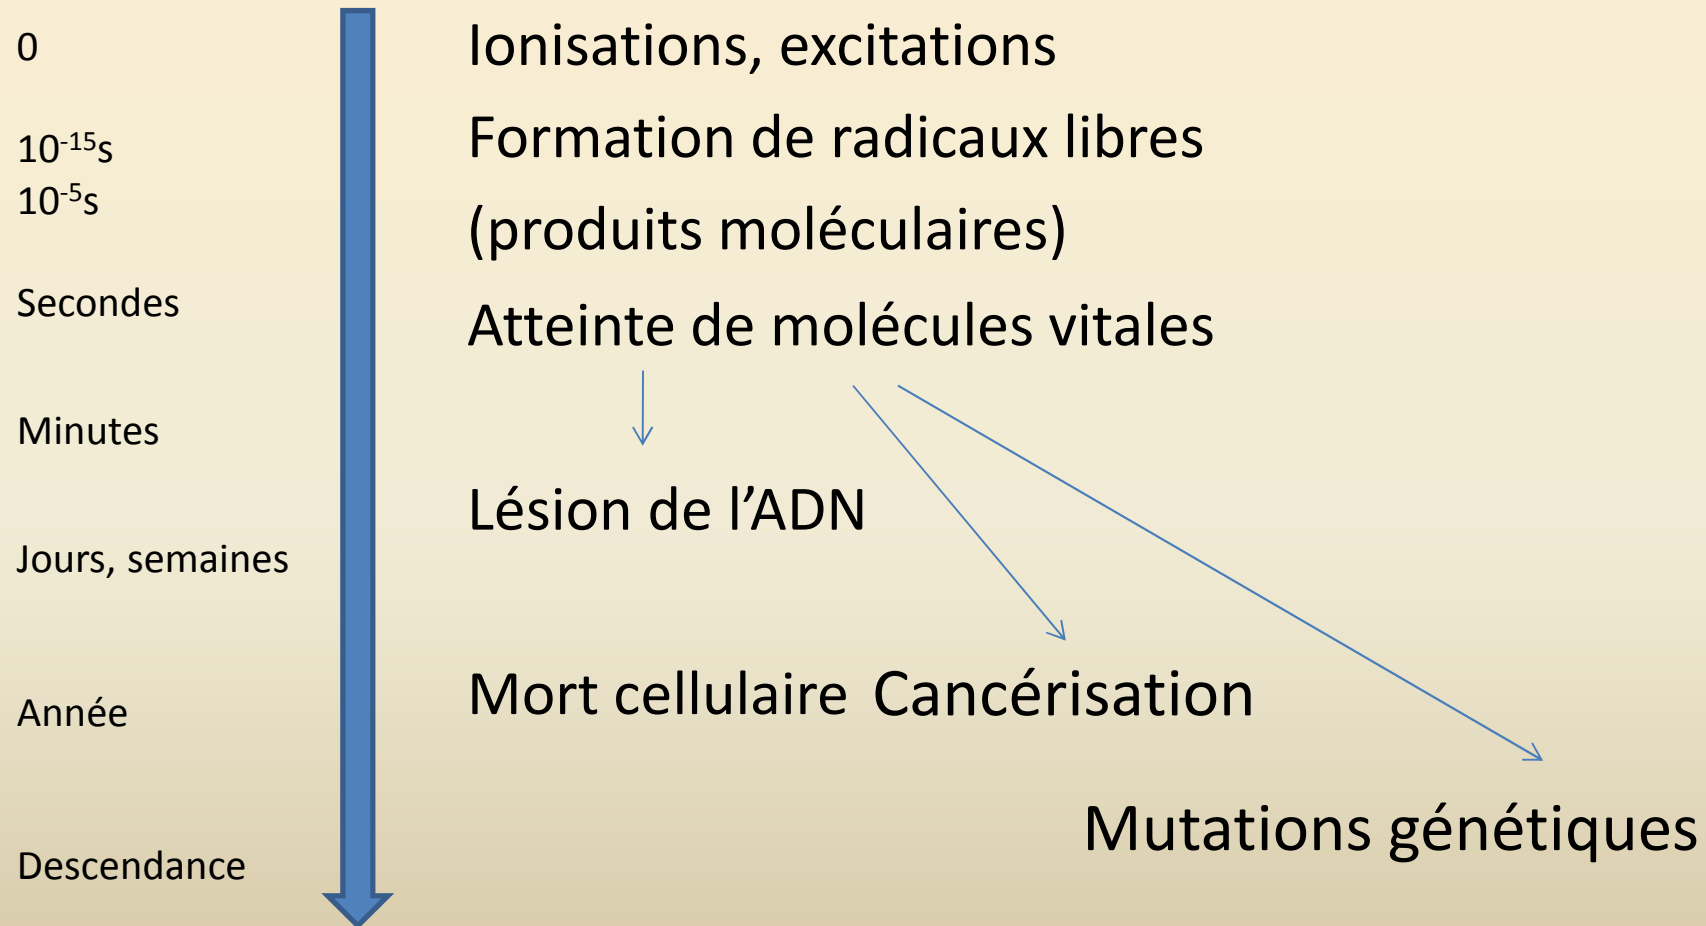 0
Ionisations, excitations
10⁻¹⁵s
Formation de radicaux libres
10⁻⁵s
(produits moléculaires)
Secondes
Atteinte de molécules vitales
Minutes
Lésion de l’ADN
Jours, semaines
Année
Mort cellulaire Cancérisation
Mutations génétiques
Descendance